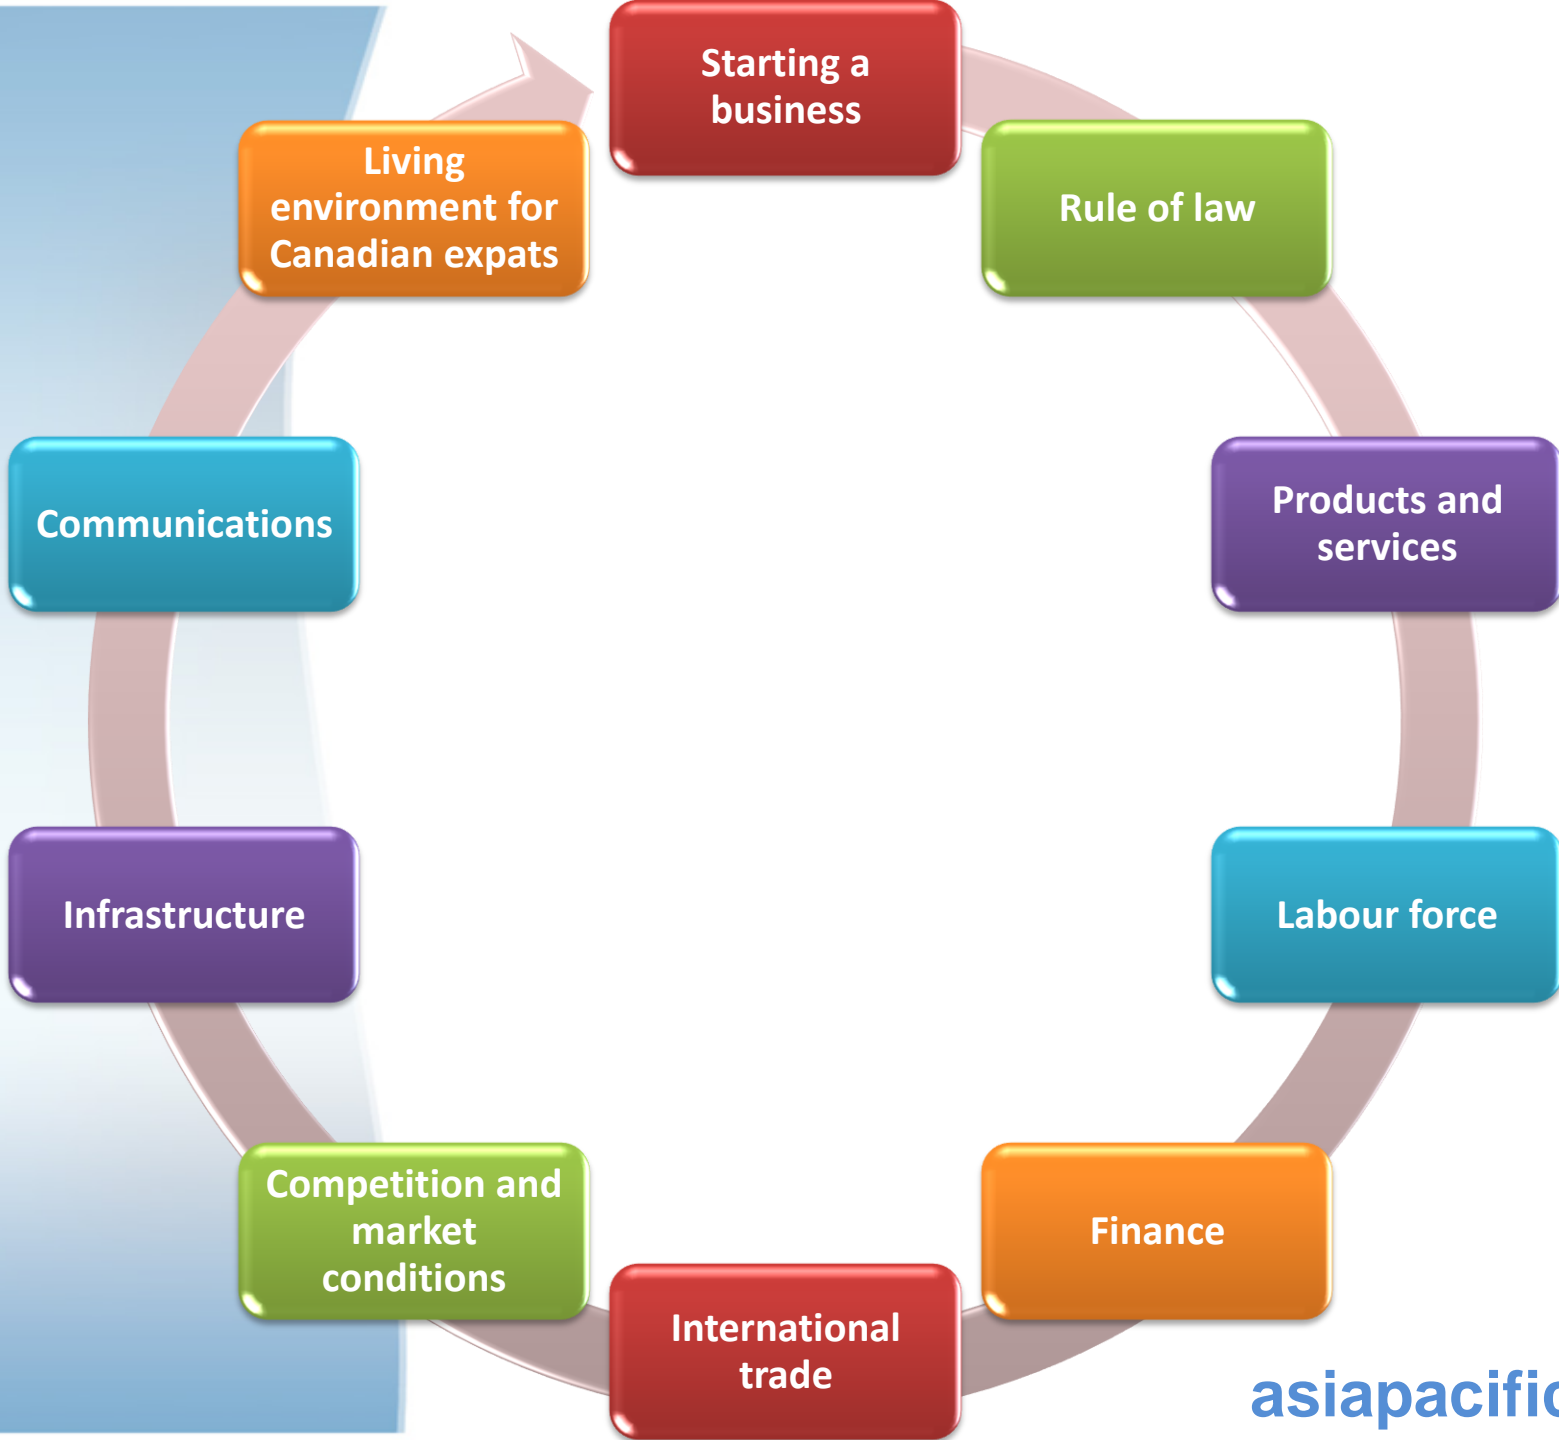 Starting a
business
Rule of law
Products and
services
Labour force
Finance
International
trade
Competition and
market
conditions
Infrastructure
Communications
Living
environment for
Canadian expats
asiapacific